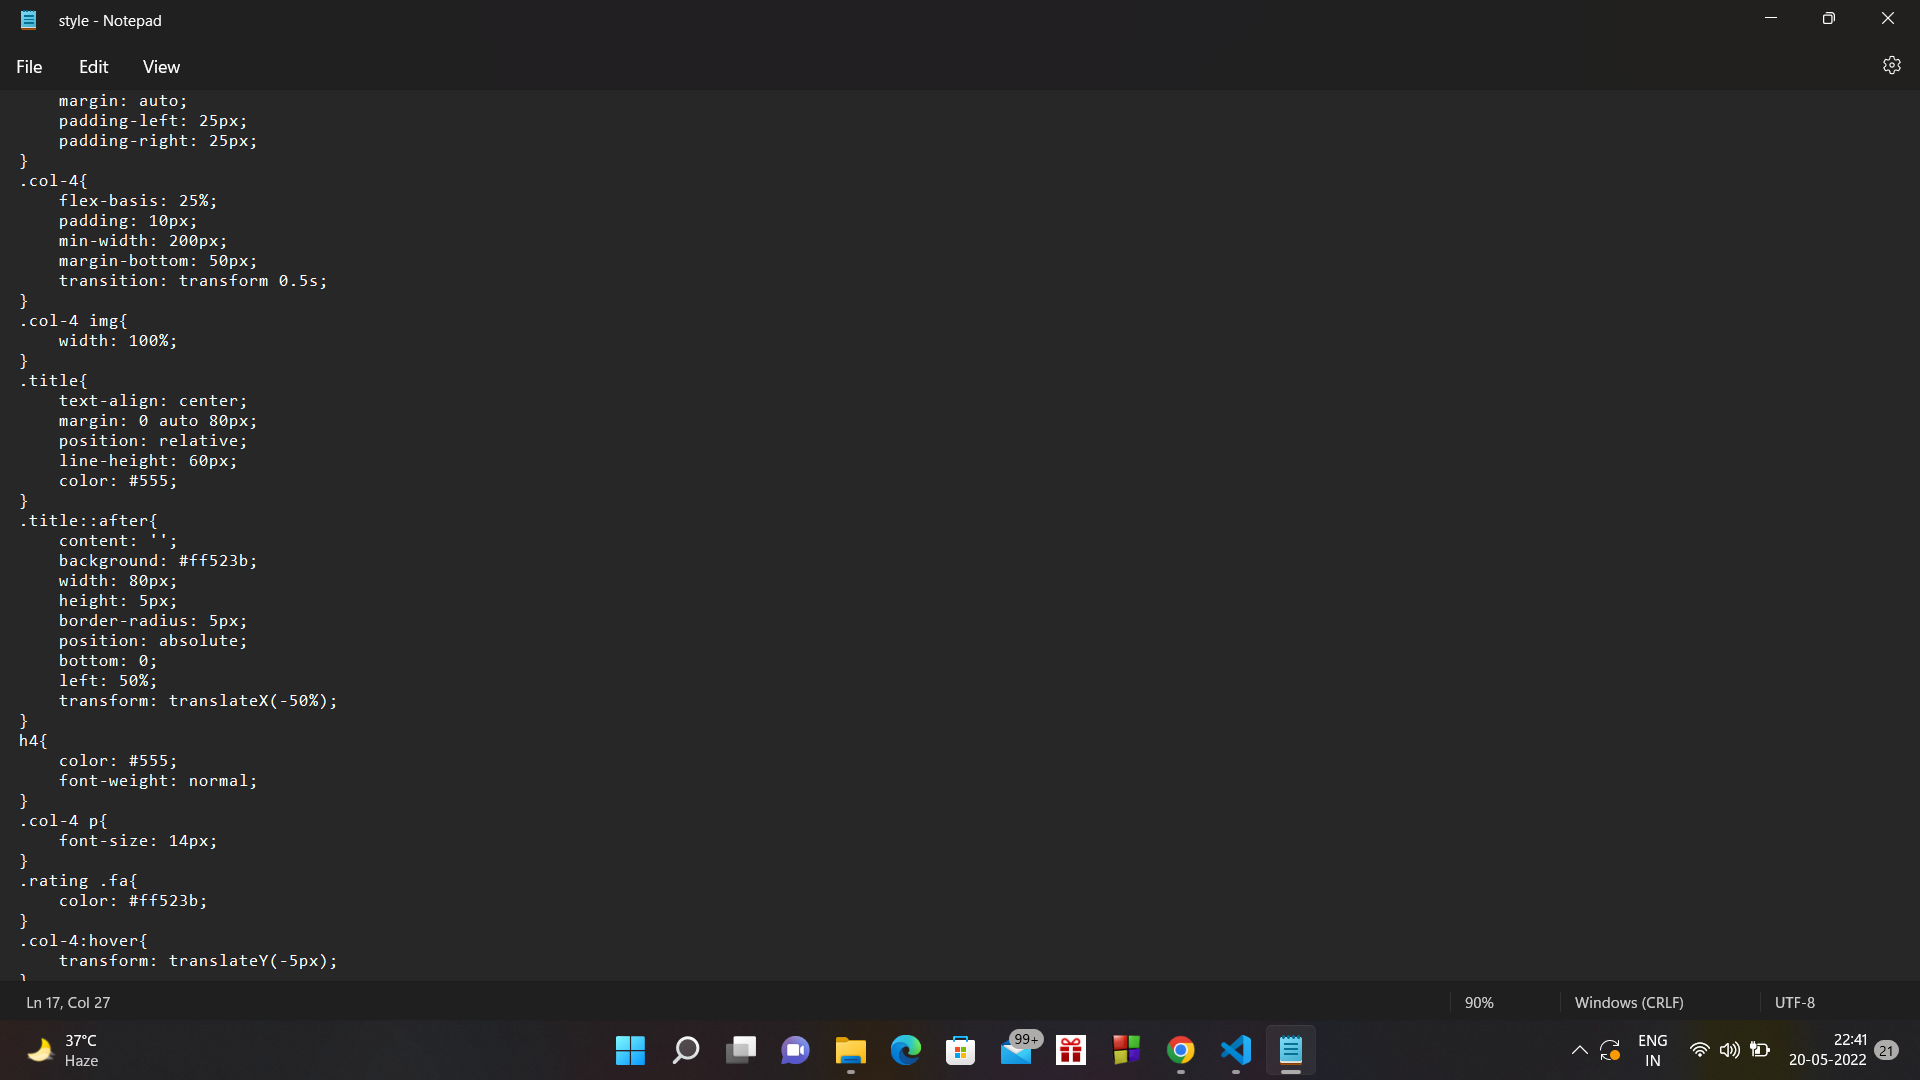 style - Notepad
File Edit View
margin: auto;
padding-left: 25px;
padding-right: 25px;
}
.col-4{
flex-basis: 25%;
padding: 10px;
min-width: 200px;
margin-bottom: 50px;
transition: transform 0.5s;
}
.col-4 img{
width: 100%;
}
.title{
text-align: center;
margin: 0 auto 80px;
position: relative;
line-height: 60px;
color: #555;
}
.title::after{
content: '';
background: #ff523b;
width: 80px;
height: 5px;
border-radius: 5px;
position: absolute;
bottom: 0;
left: 50%;
transform: translateX(-50%);
}
h4{
color: #555;
font-weight: normal;
}
.col-4 p{
font-size: 14px;
}
.rating .fa{
color: #ff523b;
}
.col-4:hover{
transform: translateY(-5px);
}
Ln 17, Col 27 90% Windows (CRLF) UTF-8
37°C
Haze
99+
ENG
IN
22:41
20-05-2022
21